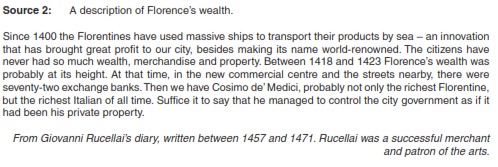 Source 2: A description of Florence's wealth.
Since 1400 the Florentines have used massive ships to transport their products by sea – an innovation
that has brought great profit to our city, besides making its name world-renowned. The citizens have
never had so much wealth, merchandise and property. Between 1418 and 1423 Florence's wealth was
probably at its height. At that time, in the new commercial centre and the streets nearby, there were
seventy-two exchange banks. Then we have Cosimo de' Medici, probably not only the richest Florentine,
but the richest Italian of all time. Suffice it to say that he managed to control the city government as if it
had been his private property.
From Giovanni Rucellai's diary, written between 1457 and 1471. Rucellai was a successful merchant
and patron of the arts.